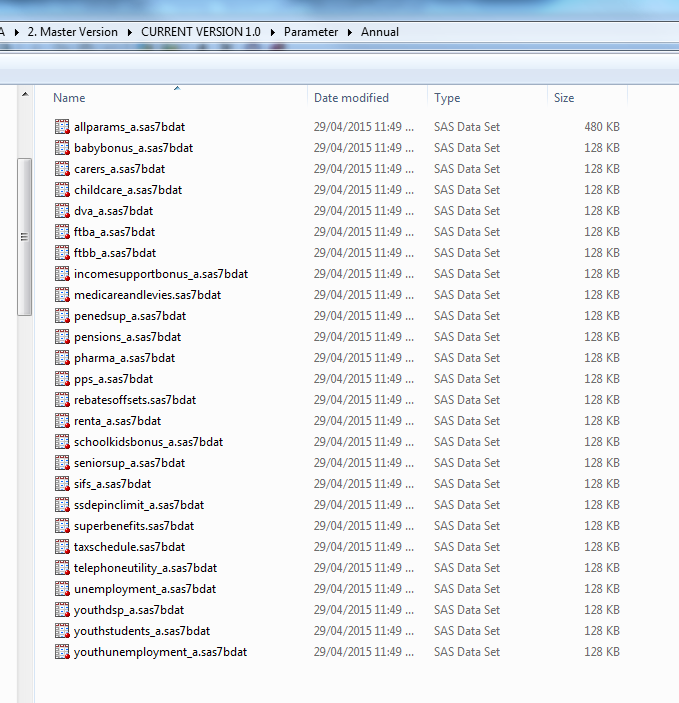 A ▸ 2. Master Version ▸ CURRENT VERSION 1.0 ▸ Parameter ▸ Annual
Name Date modified Type Size
allparams_a.sas7bdat 29/04/2015 11:49 ... SAS Data Set 480 KB
babybonus_a.sas7bdat 29/04/2015 11:49 ... SAS Data Set 128 KB
carers_a.sas7bdat 29/04/2015 11:49 ... SAS Data Set 128 KB
childcare_a.sas7bdat 29/04/2015 11:49 ... SAS Data Set 128 KB
dva_a.sas7bdat 29/04/2015 11:49 ... SAS Data Set 128 KB
ftba_a.sas7bdat 29/04/2015 11:49 ... SAS Data Set 128 KB
ftbb_a.sas7bdat 29/04/2015 11:49 ... SAS Data Set 128 KB
incomesupportbonus_a.sas7bdat 29/04/2015 11:49 ... SAS Data Set 128 KB
medicareandlevies.sas7bdat 29/04/2015 11:49 ... SAS Data Set 128 KB
penedsup_a.sas7bdat 29/04/2015 11:49 ... SAS Data Set 128 KB
pensions_a.sas7bdat 29/04/2015 11:49 ... SAS Data Set 128 KB
pharma_a.sas7bdat 29/04/2015 11:49 ... SAS Data Set 128 KB
pps_a.sas7bdat 29/04/2015 11:49 ... SAS Data Set 128 KB
rebatesoffsets.sas7bdat 29/04/2015 11:49 ... SAS Data Set 128 KB
renta_a.sas7bdat 29/04/2015 11:49 ... SAS Data Set 128 KB
schoolkidsbonus_a.sas7bdat 29/04/2015 11:49 ... SAS Data Set 128 KB
seniorsup_a.sas7bdat 29/04/2015 11:49 ... SAS Data Set 128 KB
sifs_a.sas7bdat 29/04/2015 11:49 ... SAS Data Set 128 KB
ssdepinclimit_a.sas7bdat 29/04/2015 11:49 ... SAS Data Set 128 KB
superbenefits.sas7bdat 29/04/2015 11:49 ... SAS Data Set 128 KB
taxschedule.sas7bdat 29/04/2015 11:49 ... SAS Data Set 128 KB
telephoneutility_a.sas7bdat 29/04/2015 11:49 ... SAS Data Set 128 KB
unemployment_a.sas7bdat 29/04/2015 11:49 ... SAS Data Set 128 KB
youthdsp_a.sas7bdat 29/04/2015 11:49 ... SAS Data Set 128 KB
youthstudents_a.sas7bdat 29/04/2015 11:49 ... SAS Data Set 128 KB
youthunemployment_a.sas7bdat 29/04/2015 11:49 ... SAS Data Set 128 KB